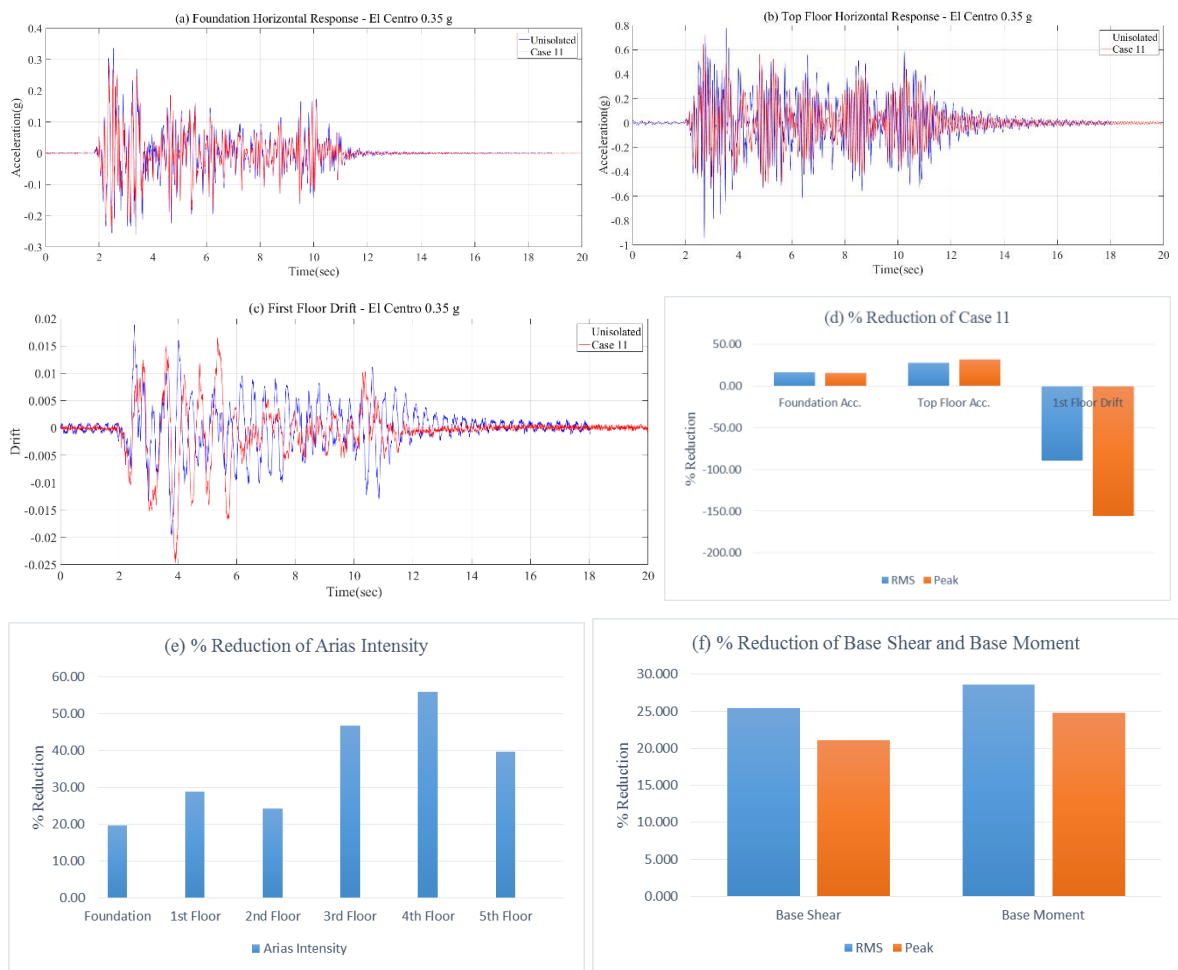 (a) Foundation Horizontal Response - El Centro 0.35 g
Unisolated
Case 11
0.4
0.3
0.2
0.1
0
-0.1
-0.2
-0.3
Acceleration(g)
0 2 4 6 8 10 12 14 16 18 20
Time(sec)
(b) Top Floor Horizontal Response - El Centro 0.35 g
Unisolated
Case 11
0.8
0.6
0.4
0.2
0
-0.2
-0.4
-0.6
-0.8
-1
Acceleration(g)
0 2 4 6 8 10 12 14 16 18 20
Time(sec)
(c) First Floor Drift - El Centro 0.35 g
Unisolated
Case 11
0.02
0.015
0.01
0.005
0
-0.005
-0.01
-0.015
-0.02
-0.025
Drift
0 2 4 6 8 10 12 14 16 18 20
Time(sec)
(d) % Reduction of Case 11
50.00
0.00
-50.00
-100.00
-150.00
-200.00
% Reduction
Foundation Acc. Top Floor Acc. 1st Floor Drift
RMS Peak
(e) % Reduction of Arias Intensity
60.00
50.00
40.00
30.00
20.00
10.00
0.00
% Reduction
Foundation 1st Floor 2nd Floor 3rd Floor 4th Floor 5th Floor
Arias Intensity
(f) % Reduction of Base Shear and Base Moment
30.000
25.000
20.000
15.000
10.000
5.000
0.000
% Reduction
Base Shear Base Moment
RMS Peak